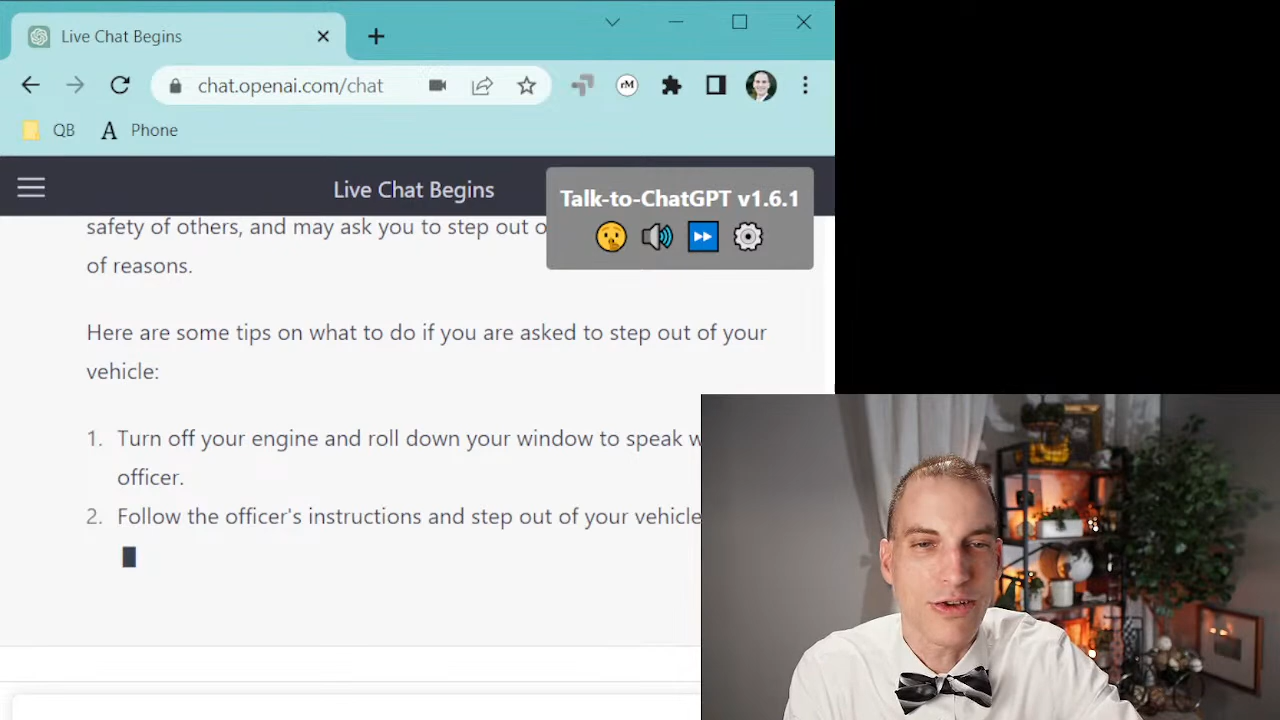 Live Chat Begins
chat.openai.com/chat
rM
QB
A Phone
Live Chat Begins
Talk-to-ChatGPT v1.6.1
safety of others, and may ask you to step out o
of reasons.
Here are some tips on what to do if you are asked to step out of your
vehicle:
1. Turn off your engine and roll down your window to speak w
officer.
2. Follow the officer's instructions and step out of your vehicle